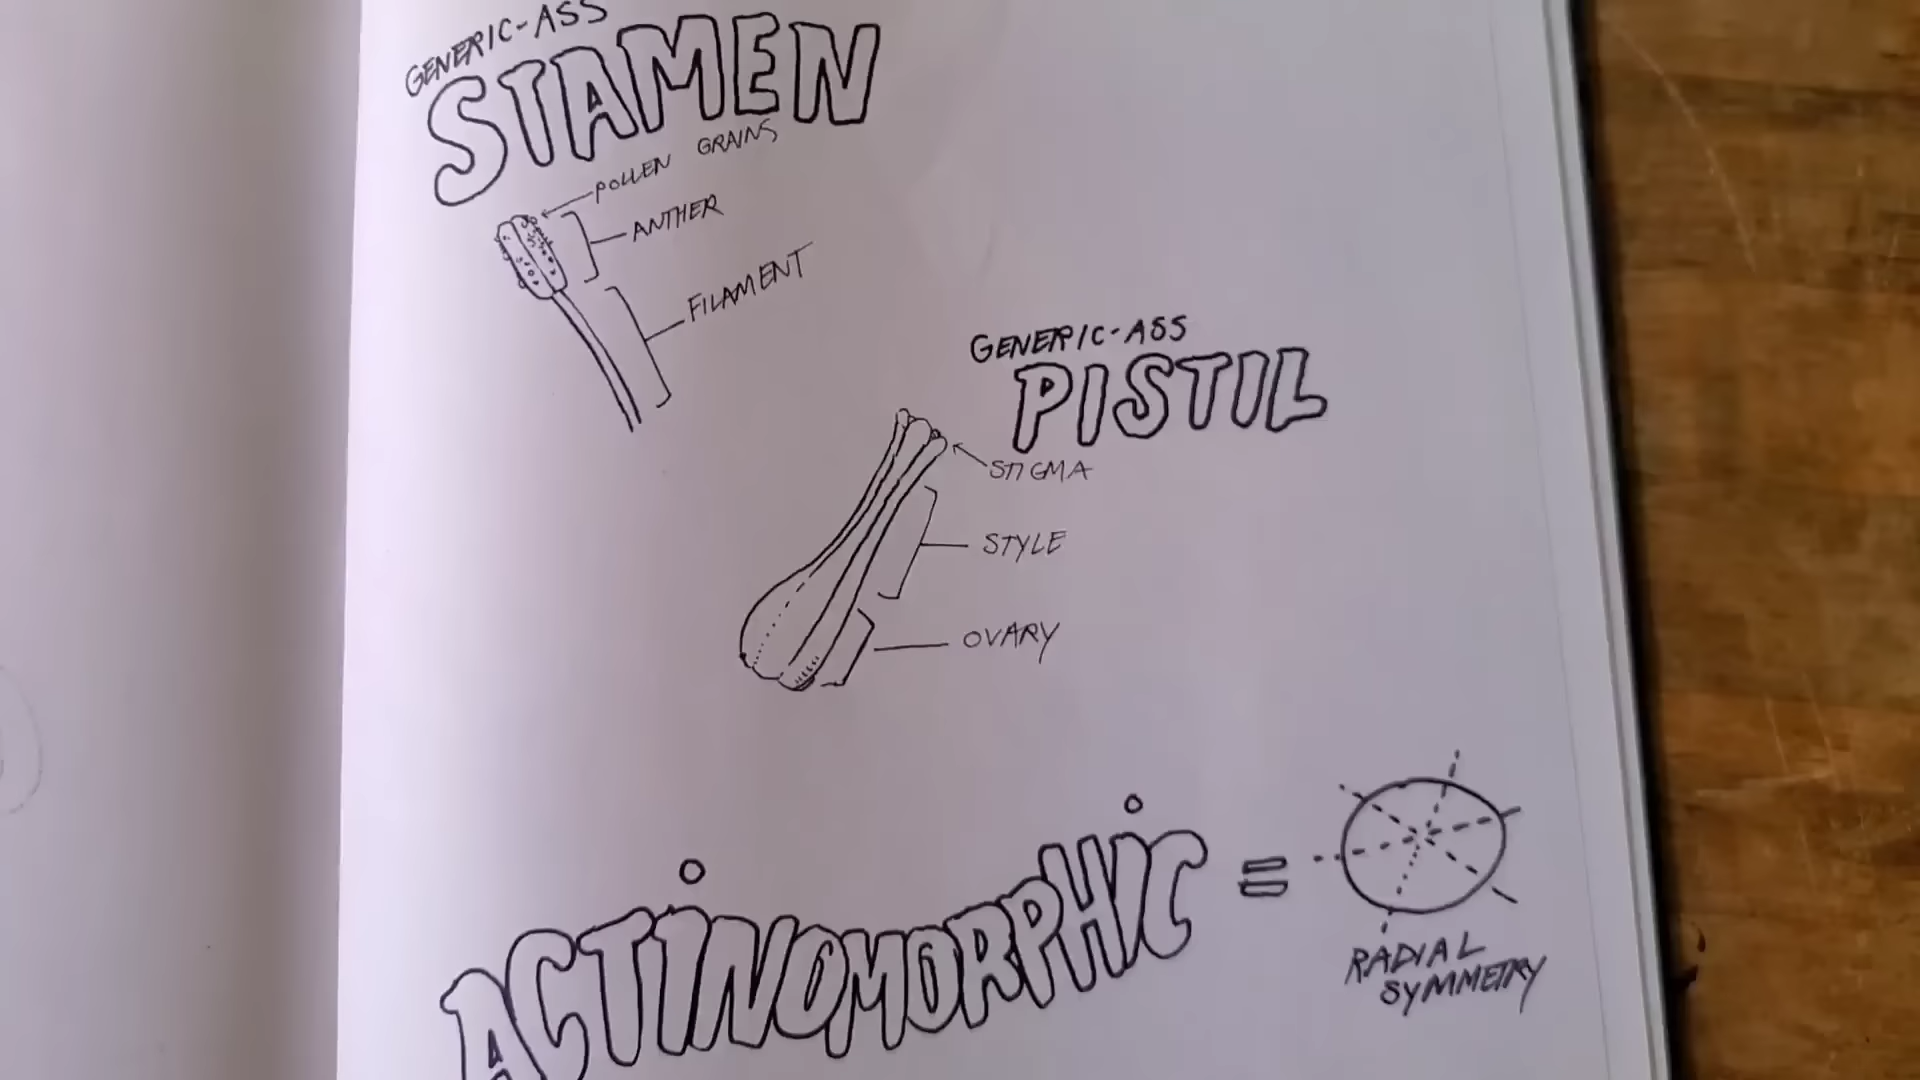 GENERIC-ASS
STAMEN
POLLEN GRAINS
ANTHER
FILAMENT
GENERIC-ASS
PISTIL
STIGMA
STYLE
OVARY
ACTINOMORPHIC =
RADIAL
SYMMETRY